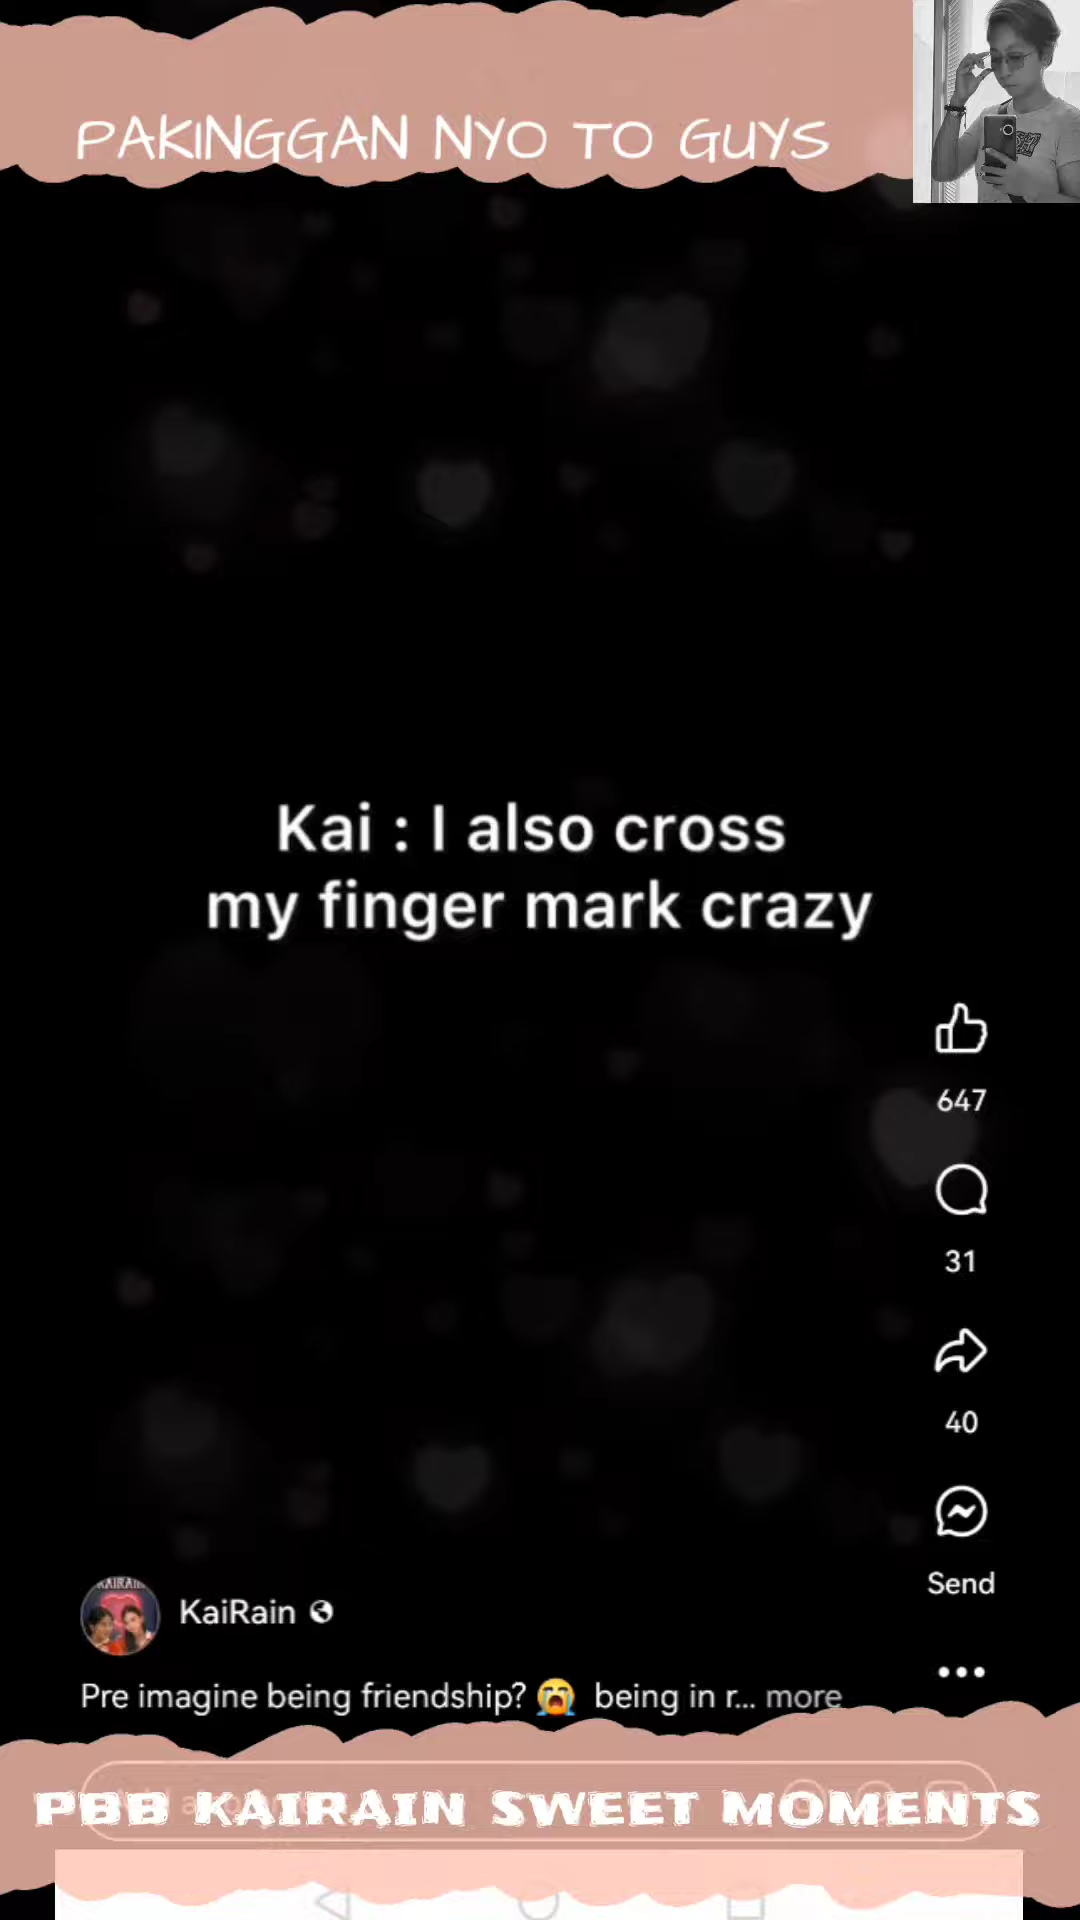 PAKINGGAN NYO TO GUYS
Kai : I also cross
my finger mark crazy
647
31
40
Send
KAIRAIN
KaiRain
Pre imagine being friendship? 😭 being in r... more
PBB KAIRAIN SWEET MOMENTS